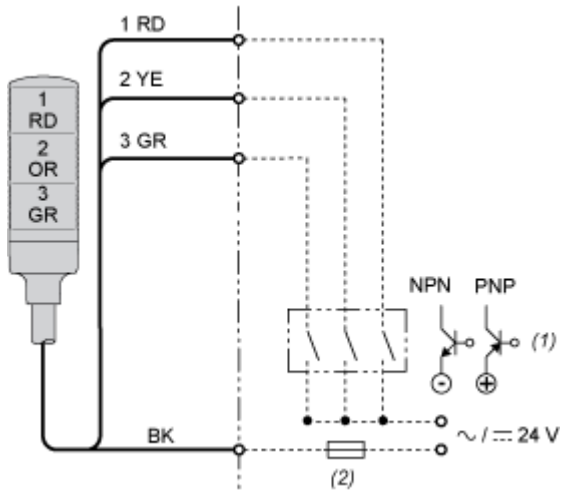 1 RD
2 YE
3 GR
1
RD
2
OR
3
GR
NPN PNP
(1)
BK
~ / ⎓ 24 V
(2)